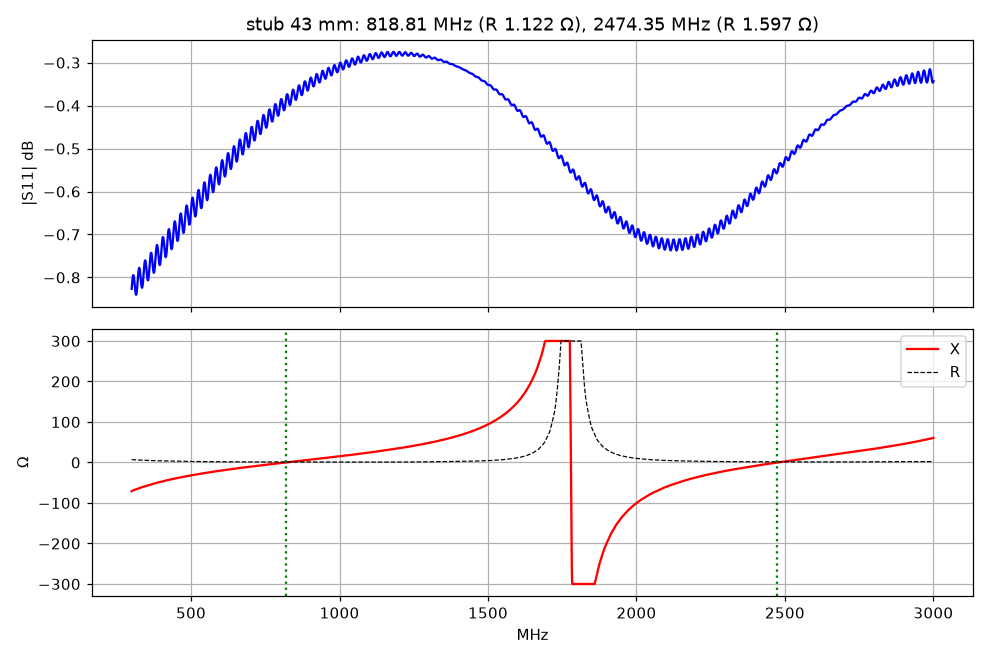 stub 43 mm: 818.81 MHz (R 1.122 Ω), 2474.35 MHz (R 1.597 Ω)
|S11| dB
−0.3
−0.4
−0.5
−0.6
−0.7
−0.8
Ω
300
200
100
0
−100
−200
−300
X
R
500 1000 1500 2000 2500 3000
MHz